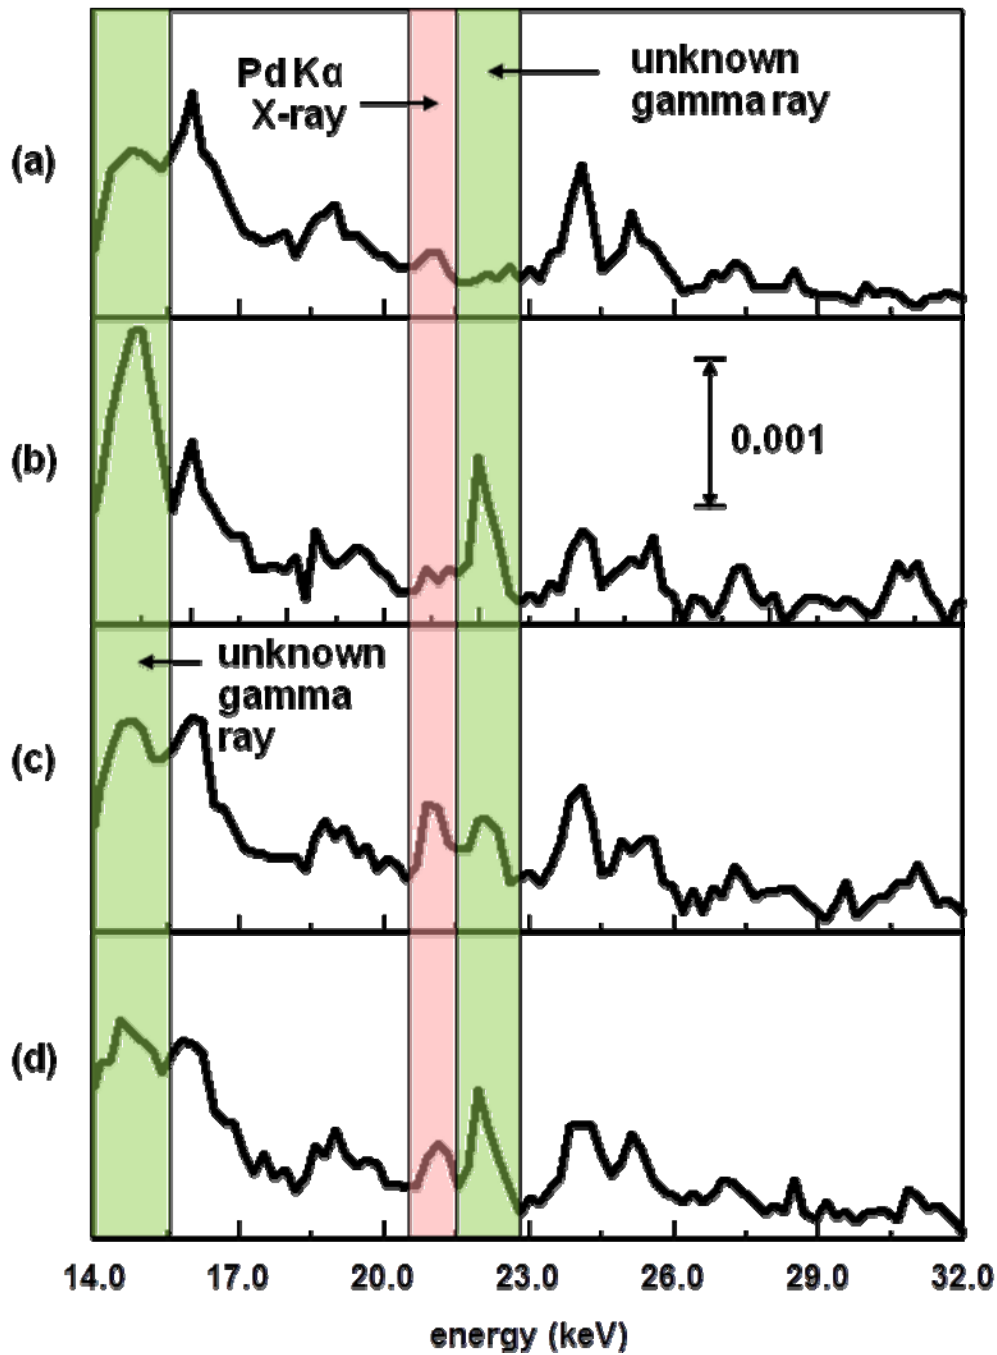 Pd Kα
X-ray
unknown
gamma ray
(a)
(b)
0.001
unknown
gamma
ray
(c)
(d)
14.0 17.0 20.0 23.0 26.0 29.0 32.0
energy (keV)